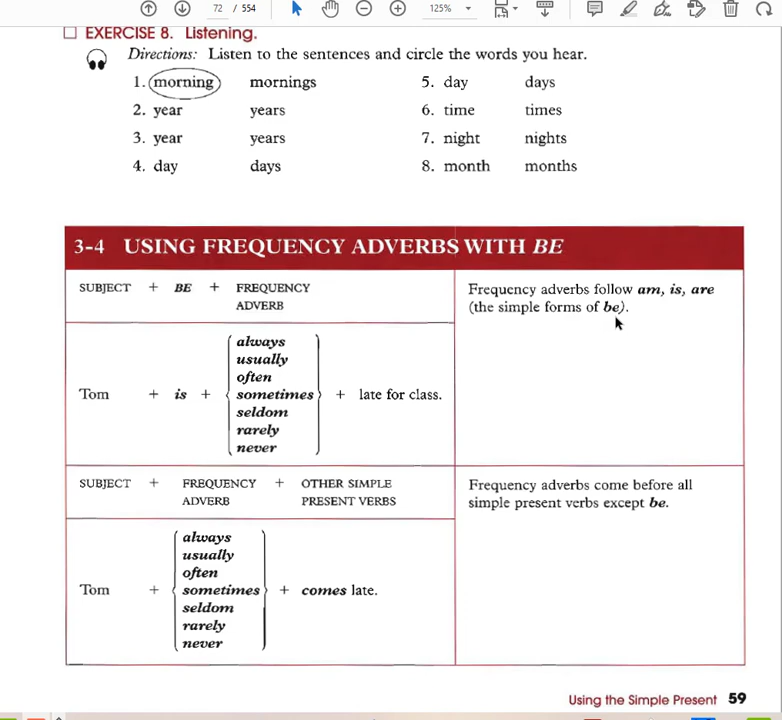 72 / 554 125%
EXERCISE 8. Listening.
Directions: Listen to the sentences and circle the words you hear.
1. morning mornings 5. day days
2. year years 6. time times
3. year years 7. night nights
4. day days 8. month months
3-4 USING FREQUENCY ADVERBS WITH BE
SUBJECT + BE + FREQUENCY
ADVERB
Frequency adverbs follow am, is, are
(the simple forms of be).
always
usually
often
Tom + is + sometimes + late for class.
seldom
rarely
never
SUBJECT + FREQUENCY + OTHER SIMPLE
ADVERB PRESENT VERBS
Frequency adverbs come before all
simple present verbs except be.
always
usually
often
Tom + sometimes + comes late.
seldom
rarely
never
Using the Simple Present 59